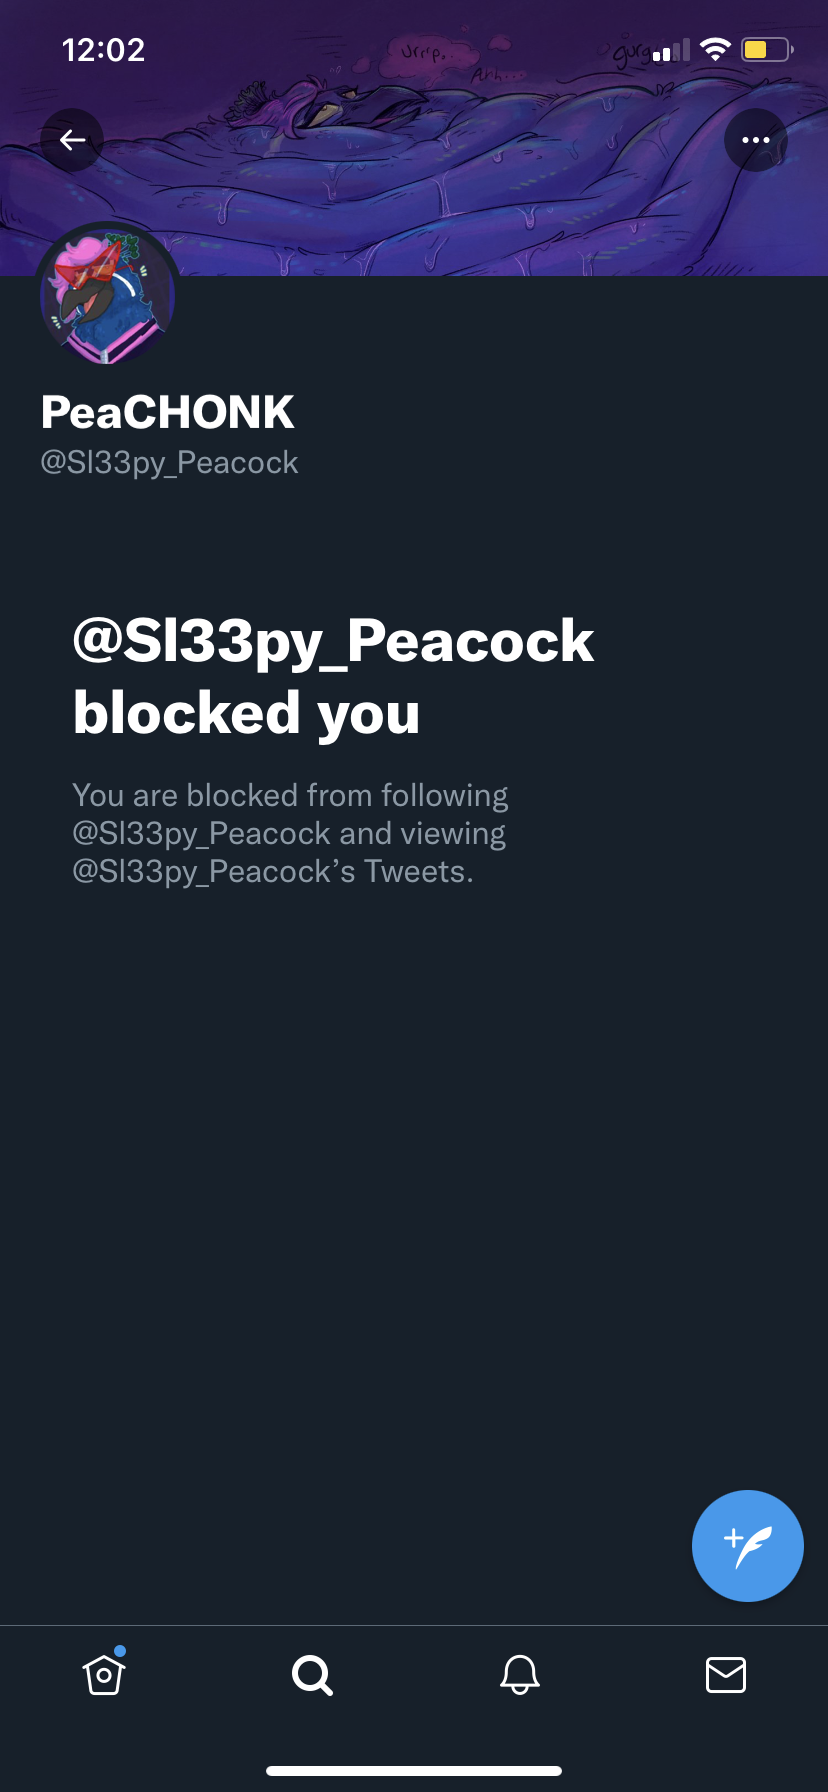 12:02
Urrp..
Arh...
PeaCHONK
@Sl33py_Peacock
@Sl33py_Peacock
blocked you
You are blocked from following
@Sl33py_Peacock and viewing
@Sl33py_Peacock’s Tweets.